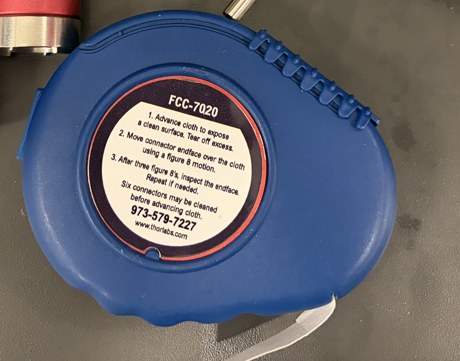 FCC-7020
1. Advance cloth to expose
a clean surface. Tear off excess.
2. Move connector endface over the cloth
using a figure 8 motion.
3. After three figure 8's, inspect the endface.
Repeat if needed.
Six connectors may be cleaned
before advancing cloth.
973-579-7227
www.thorlabs.com